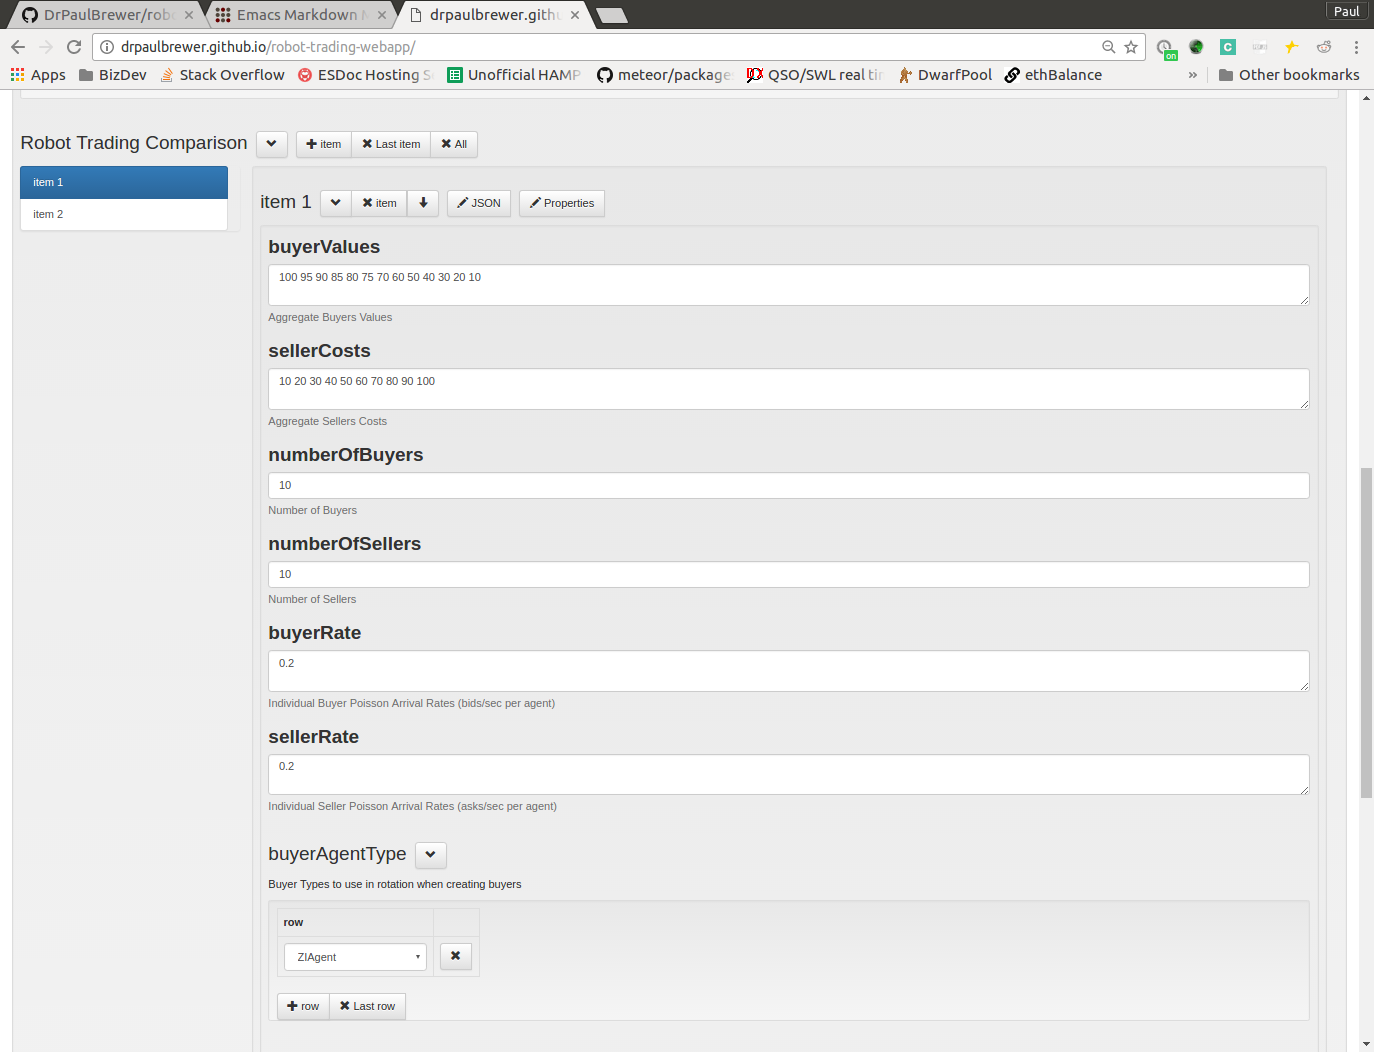 DrPaulBrewer/rob
Emacs Markdown M
drpaulbrewer.gith
Paul
drpaulbrewer.github.io/robot-trading-webapp/
on
C
Apps
BizDev
Stack Overflow
ESDoc Hosting S
Unofficial HAMP
meteor/package
QSO/SWL real tim
DwarfPool
ethBalance
»
Other bookmarks
Robot Trading Comparison
item
Last item
All
item 1
item 2
item 1
item
JSON
Properties
buyerValues
100 95 90 85 80 75 70 60 50 40 30 20 10
Aggregate Buyers Values
sellerCosts
10 20 30 40 50 60 70 80 90 100
Aggregate Sellers Costs
numberOfBuyers
10
Number of Buyers
numberOfSellers
10
Number of Sellers
buyerRate
0.2
Individual Buyer Poisson Arrival Rates (bids/sec per agent)
sellerRate
0.2
Individual Seller Poisson Arrival Rates (asks/sec per agent)
buyerAgentType
Buyer Types to use in rotation when creating buyers
row
ZIAgent
row
Last row